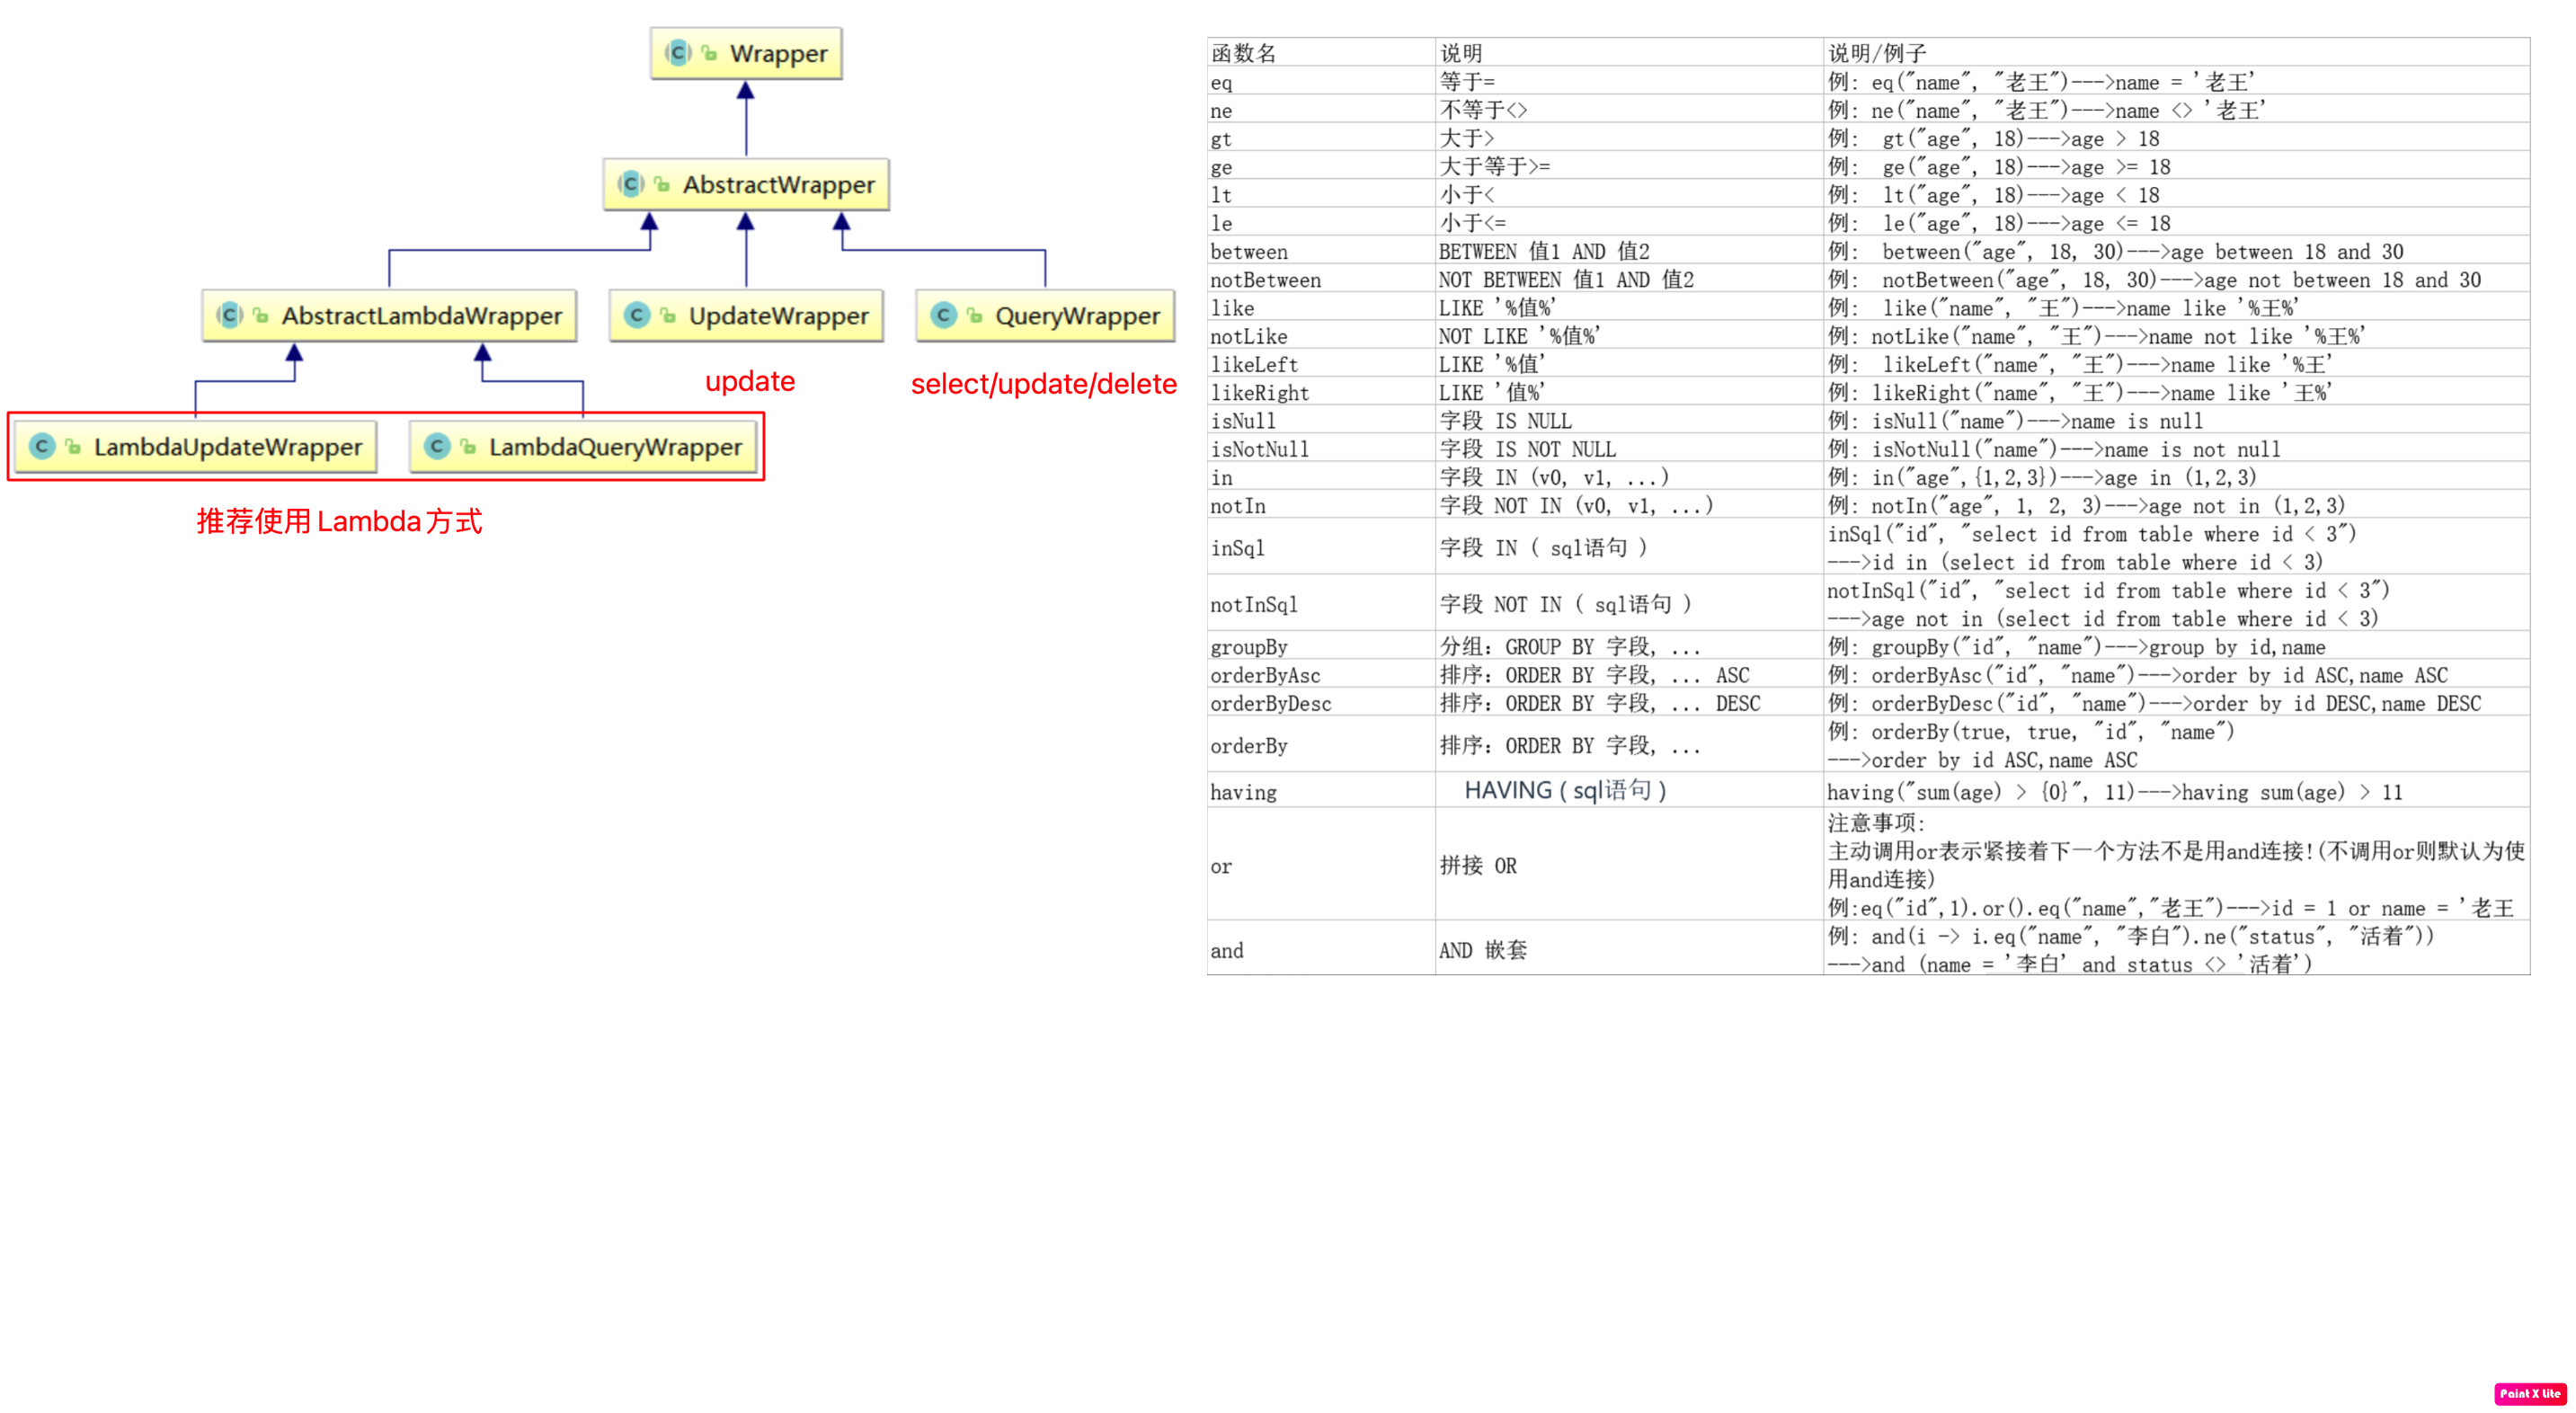 Wrapper
AbstractWrapper
AbstractLambdaWrapper
UpdateWrapper
QueryWrapper
update
select/update/delete
LambdaUpdateWrapper
LambdaQueryWrapper
推荐使用Lambda方式
函数名 说明 说明/例子
eq 等于= 例: eq("name", "老王")--->name = '老王'
ne 不等于<> 例: ne("name", "老王")--->name <> '老王'
gt 大于> 例: gt("age", 18)--->age > 18
ge 大于等于>= 例: ge("age", 18)--->age >= 18
lt 小于< 例: lt("age", 18)--->age < 18
le 小于<= 例: le("age", 18)--->age <= 18
between BETWEEN 值1 AND 值2 例: between("age", 18, 30)--->age between 18 and 30
notBetween NOT BETWEEN 值1 AND 值2 例: notBetween("age", 18, 30)--->age not between 18 and 30
like LIKE '%值%' 例: like("name", "王")--->name like '%王%'
notLike NOT LIKE '%值%' 例: notLike("name", "王")--->name not like '%王%'
likeLeft LIKE '%值' 例: likeLeft("name", "王")--->name like '%王'
likeRight LIKE '值%' 例: likeRight("name", "王")--->name like '王%'
isNull 字段 IS NULL 例: isNull("name")--->name is null
isNotNull 字段 IS NOT NULL 例: isNotNull("name")--->name is not null
in 字段 IN (v0, v1, ...) 例: in("age",{1,2,3})--->age in (1,2,3)
notIn 字段 NOT IN (v0, v1, ...) 例: notIn("age", 1, 2, 3)--->age not in (1,2,3)
inSql 字段 IN ( sql语句 ) inSql("id", "select id from table where id < 3")
--->id in (select id from table where id < 3)
notInSql 字段 NOT IN ( sql语句 ) notInSql("id", "select id from table where id < 3")
--->age not in (select id from table where id < 3)
groupBy 分组：GROUP BY 字段, ... 例: groupBy("id", "name")--->group by id,name
orderByAsc 排序：ORDER BY 字段, ... ASC 例: orderByAsc("id", "name")--->order by id ASC,name ASC
orderByDesc 排序：ORDER BY 字段, ... DESC 例: orderByDesc("id", "name")--->order by id DESC,name DESC
orderBy 排序：ORDER BY 字段, ... 例: orderBy(true, true, "id", "name")
--->order by id ASC,name ASC
having HAVING ( sql语句 ) having("sum(age) > {0}", 11)--->having sum(age) > 11
or 拼接 OR 注意事项:
主动调用or表示紧接着下一个方法不是用and连接!(不调用or则默认为使
用and连接)
例:eq("id",1).or().eq("name","老王")--->id = 1 or name = '老王
and AND 嵌套 例: and(i -> i.eq("name", "李白").ne("status", "活着"))
--->and (name = '李白' and status <> '活着')
Paint X Lite